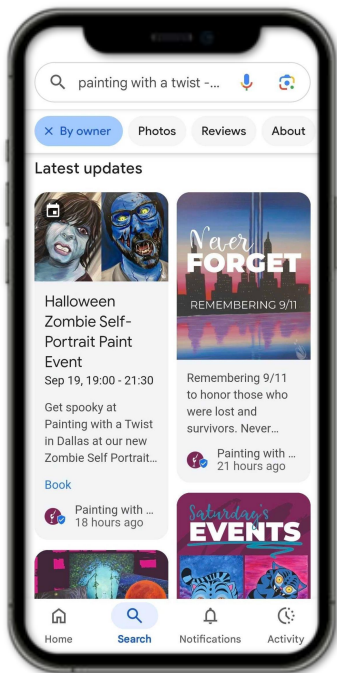 painting with a twist -...
By owner
Photos
Reviews
About
Latest updates
Halloween
Zombie Self-
Portrait Paint
Event
Sep 19, 19:00 - 21:30
Get spooky at
Painting with a Twist
in Dallas at our new
Zombie Self Portrait...
Book
Painting with ...
18 hours ago
Never
FORGET
REMEMBERING 9/11
Remembering 9/11
to honor those who
were lost and
survivors. Never...
Painting with ...
21 hours ago
Saturday's
EVENTS
Home
Search
Notifications
Activity